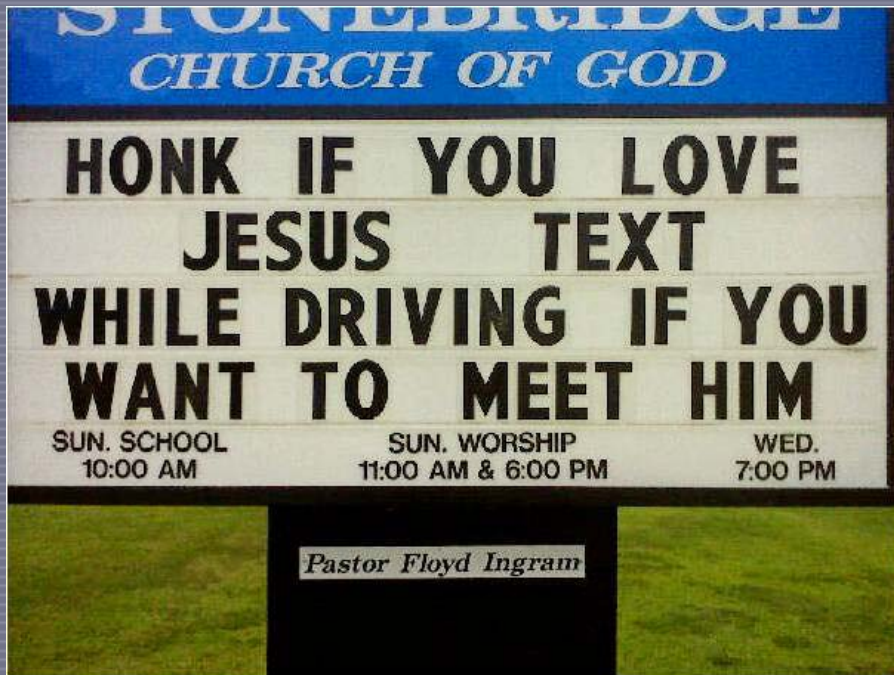 STONEBRIDGE
CHURCH OF GOD
HONK IF YOU LOVE
JESUS TEXT
WHILE DRIVING IF YOU
WANT TO MEET HIM
SUN. SCHOOL SUN. WORSHIP WED.
10:00 AM 11:00 AM & 6:00 PM 7:00 PM
Pastor Floyd Ingram